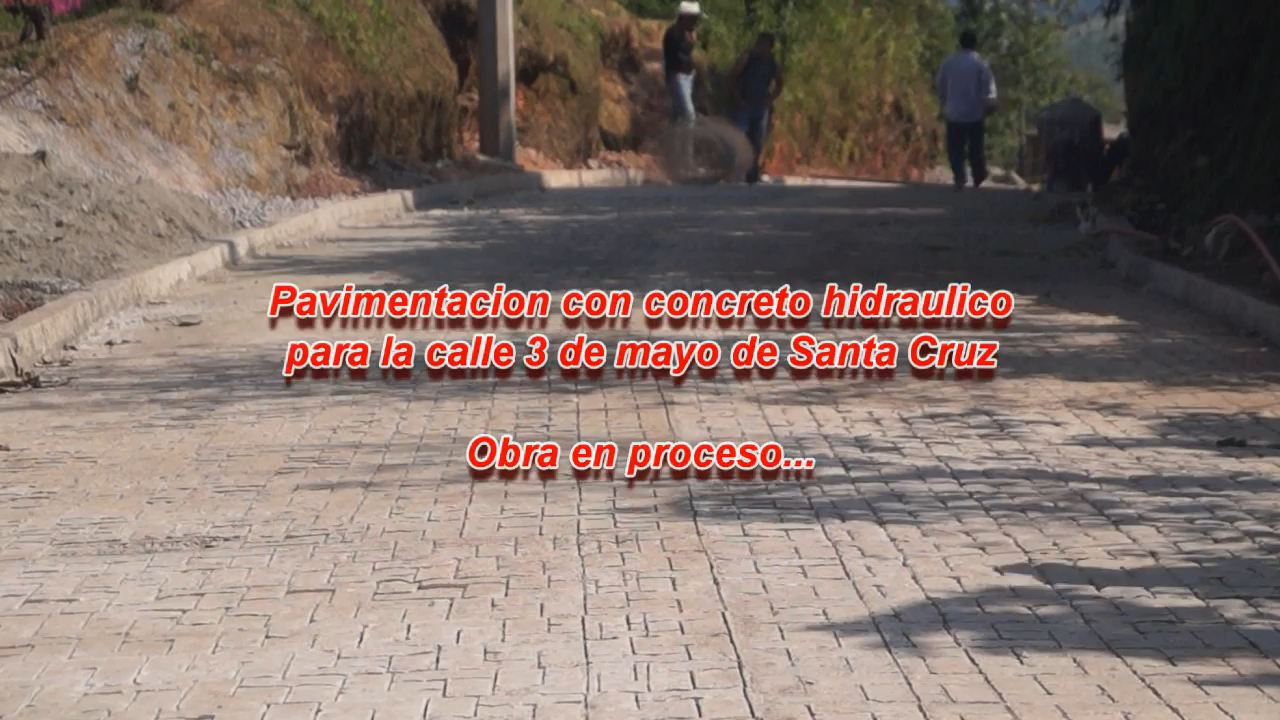 Pavimentacion con concreto hidraulico
para la calle 3 de mayo de Santa Cruz
Obra en proceso...